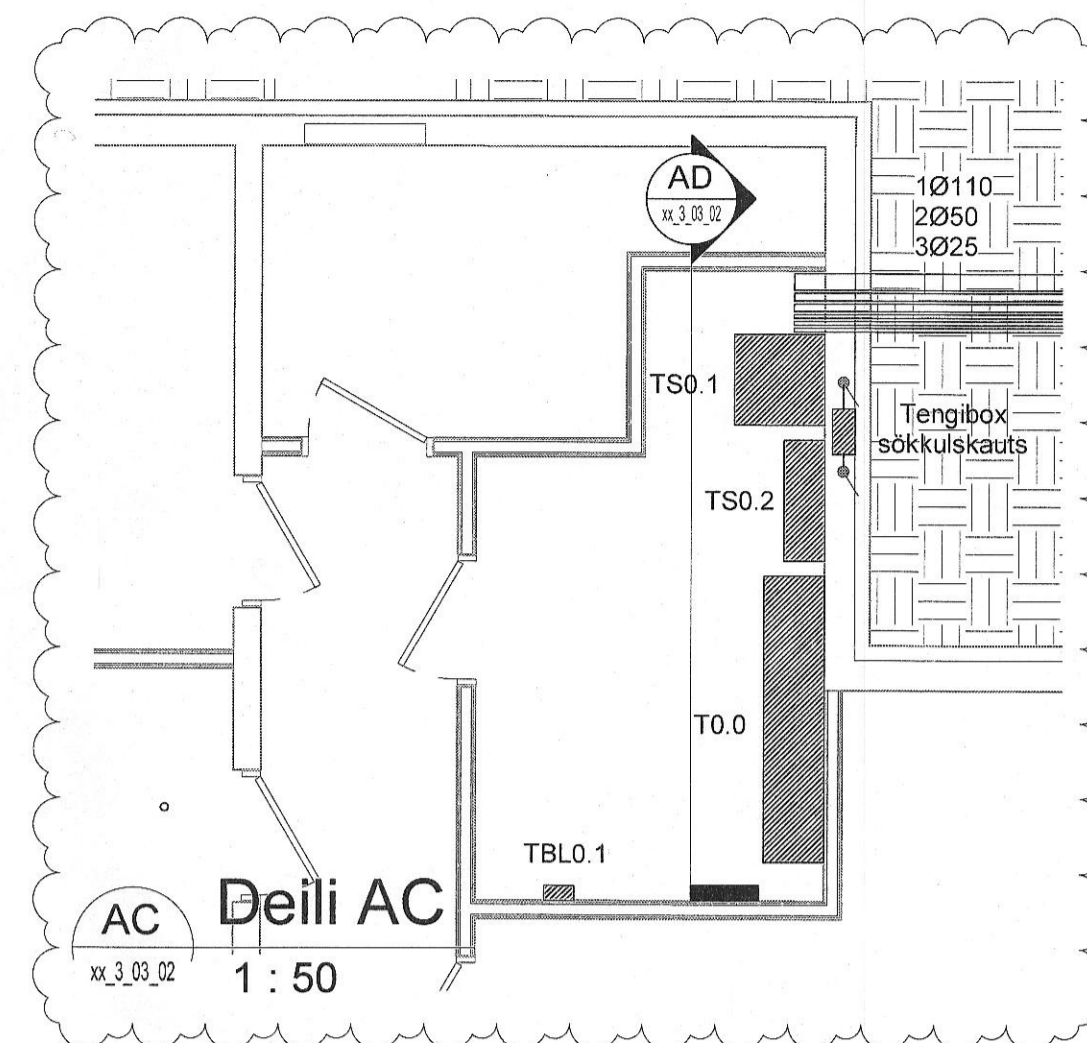 AD
xx_3_03_02
1Ø110
2Ø50
3Ø25
TS0.1
Tengibox
sökkulskauts
TS0.2
T0.0
TBL0.1
AC
xx_3_03_02
Deili AC
1 : 50